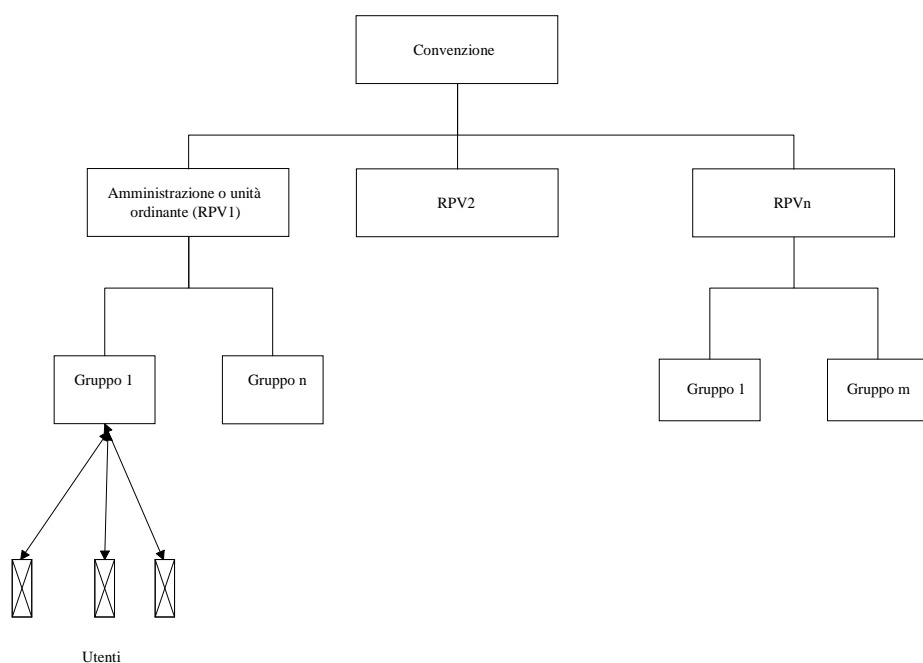 Convenzione
Amministrazione o unità
ordinante (RPV1)
RPV2
RPVn
Gruppo 1
Gruppo n
Gruppo 1
Gruppo m
Utenti